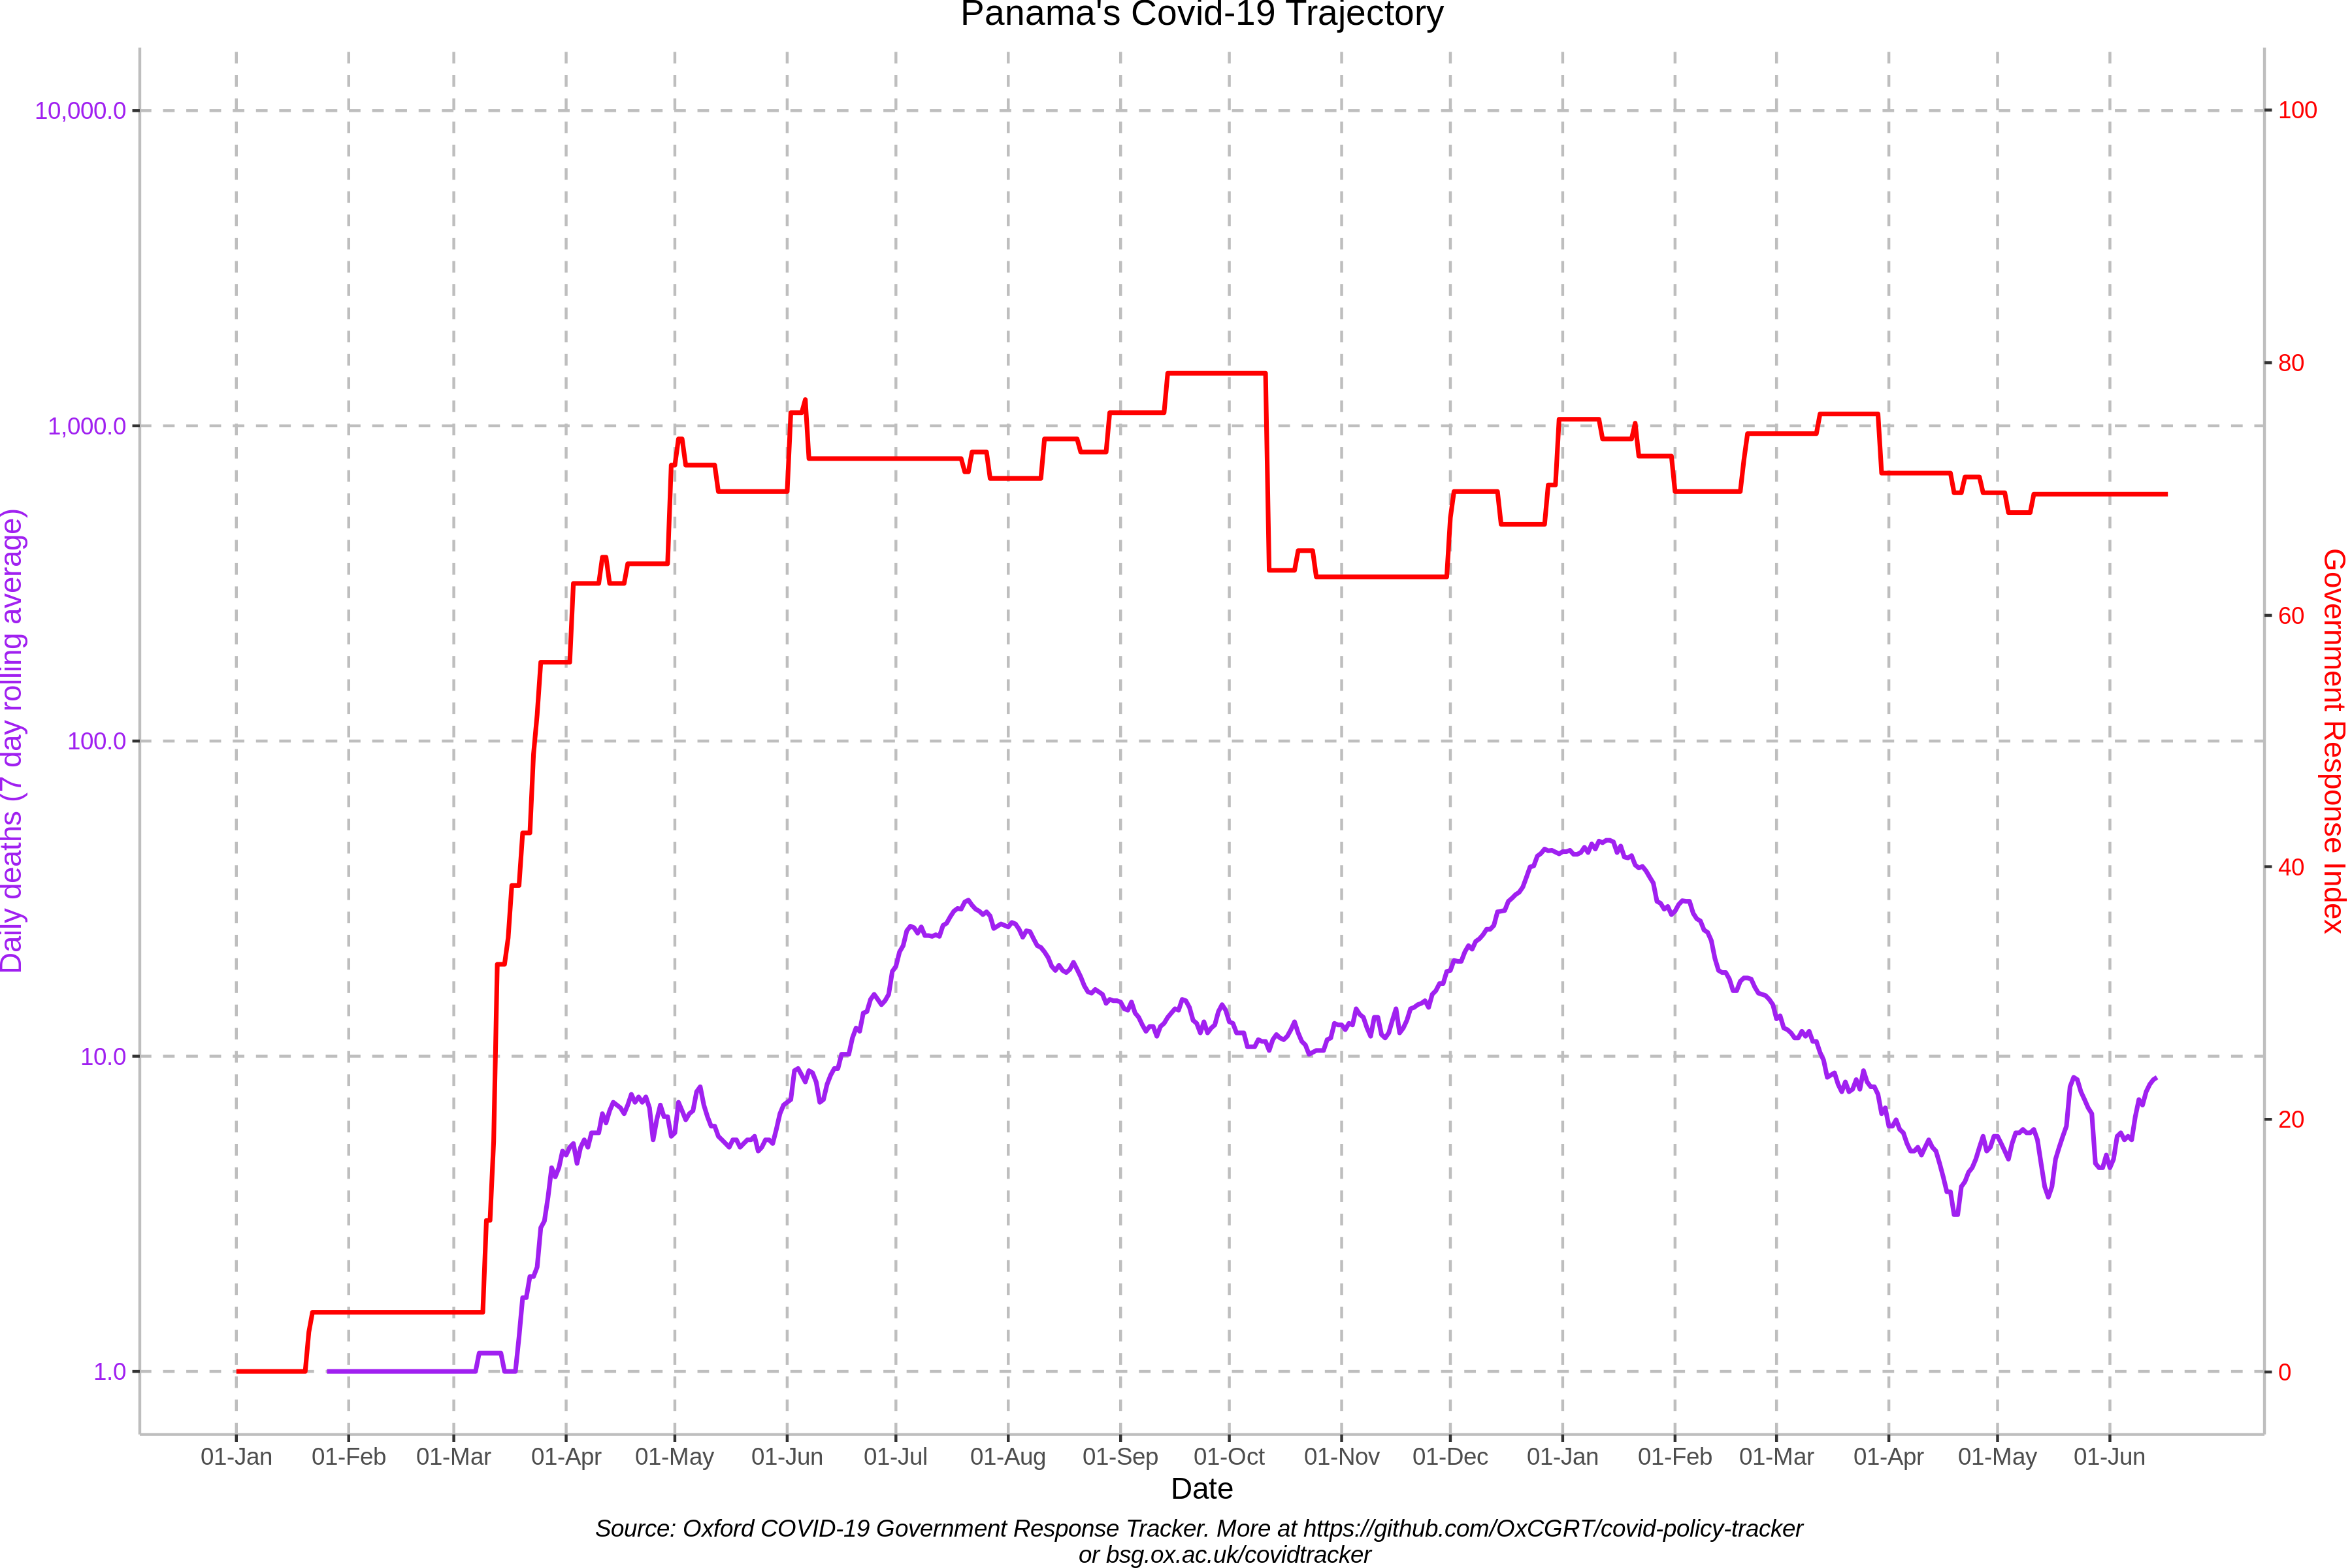 Panama's Covid-19 Trajectory
10,000.0
1,000.0
100.0
10.0
1.0
Daily deaths (7 day rolling average)
100
80
60
40
20
0
Government Response Index
01-Jan 01-Feb 01-Mar 01-Apr 01-May 01-Jun 01-Jul 01-Aug 01-Sep 01-Oct 01-Nov 01-Dec 01-Jan 01-Feb 01-Mar 01-Apr 01-May 01-Jun
Date
Source: Oxford COVID-19 Government Response Tracker. More at https://github.com/OxCGRT/covid-policy-tracker
or bsg.ox.ac.uk/covidtracker